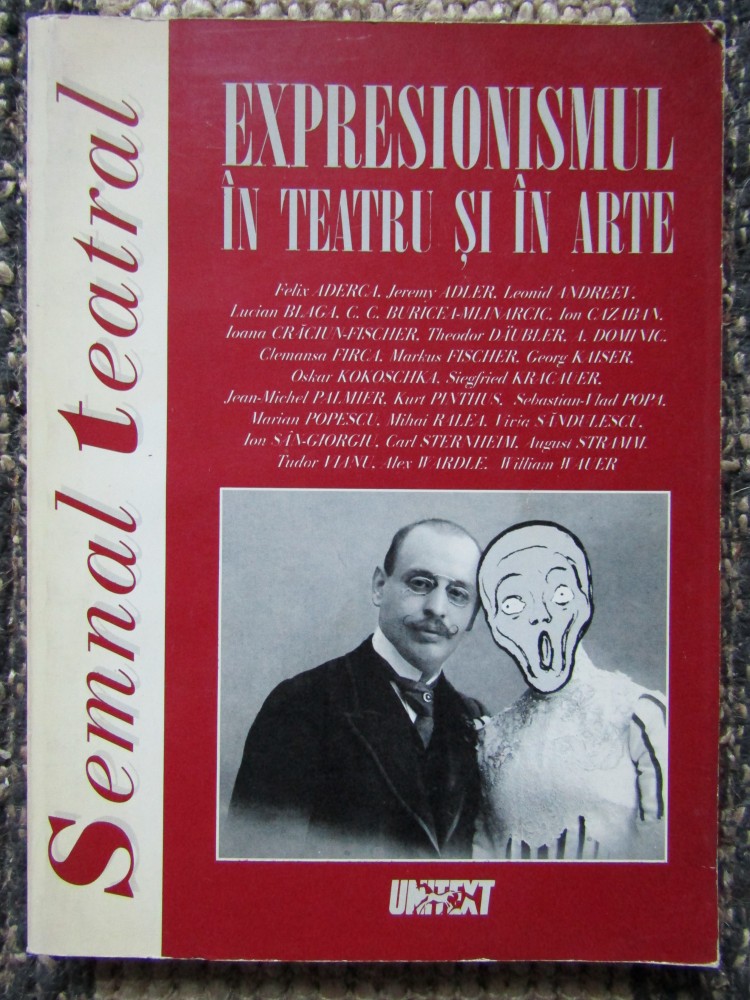 Semnal teatral
EXPRESIONISMUL
ÎN TEATRU ȘI ÎN ARTE
Felix ADERCA, Jeremy ADLER, Leonid ANDREEV,
Lucian BLAGA, C. C. BURICEA-MLINARCIC, Ion CAZABAN,
Ioana CRĂCIUN-FISCHER, Theodor DÄUBLER, A. DOMINIC,
Clemansa FIRCA, Markus FISCHER, Georg KAISER,
Oskar KOKOSCHKA, Siegfried KRACAUER,
Jean-Michel PALMIER, Kurt PINTHUS, Sebastian-Vlad POPA,
Marian POPESCU, Mihai RALEA, Livia SĂNDULESCU,
Ion SÂN-GIORGIU, Carl STERNHEIM, August STRAMM,
Tudor VIANU, Alex WARDLE, William WAUER
UNITEXT